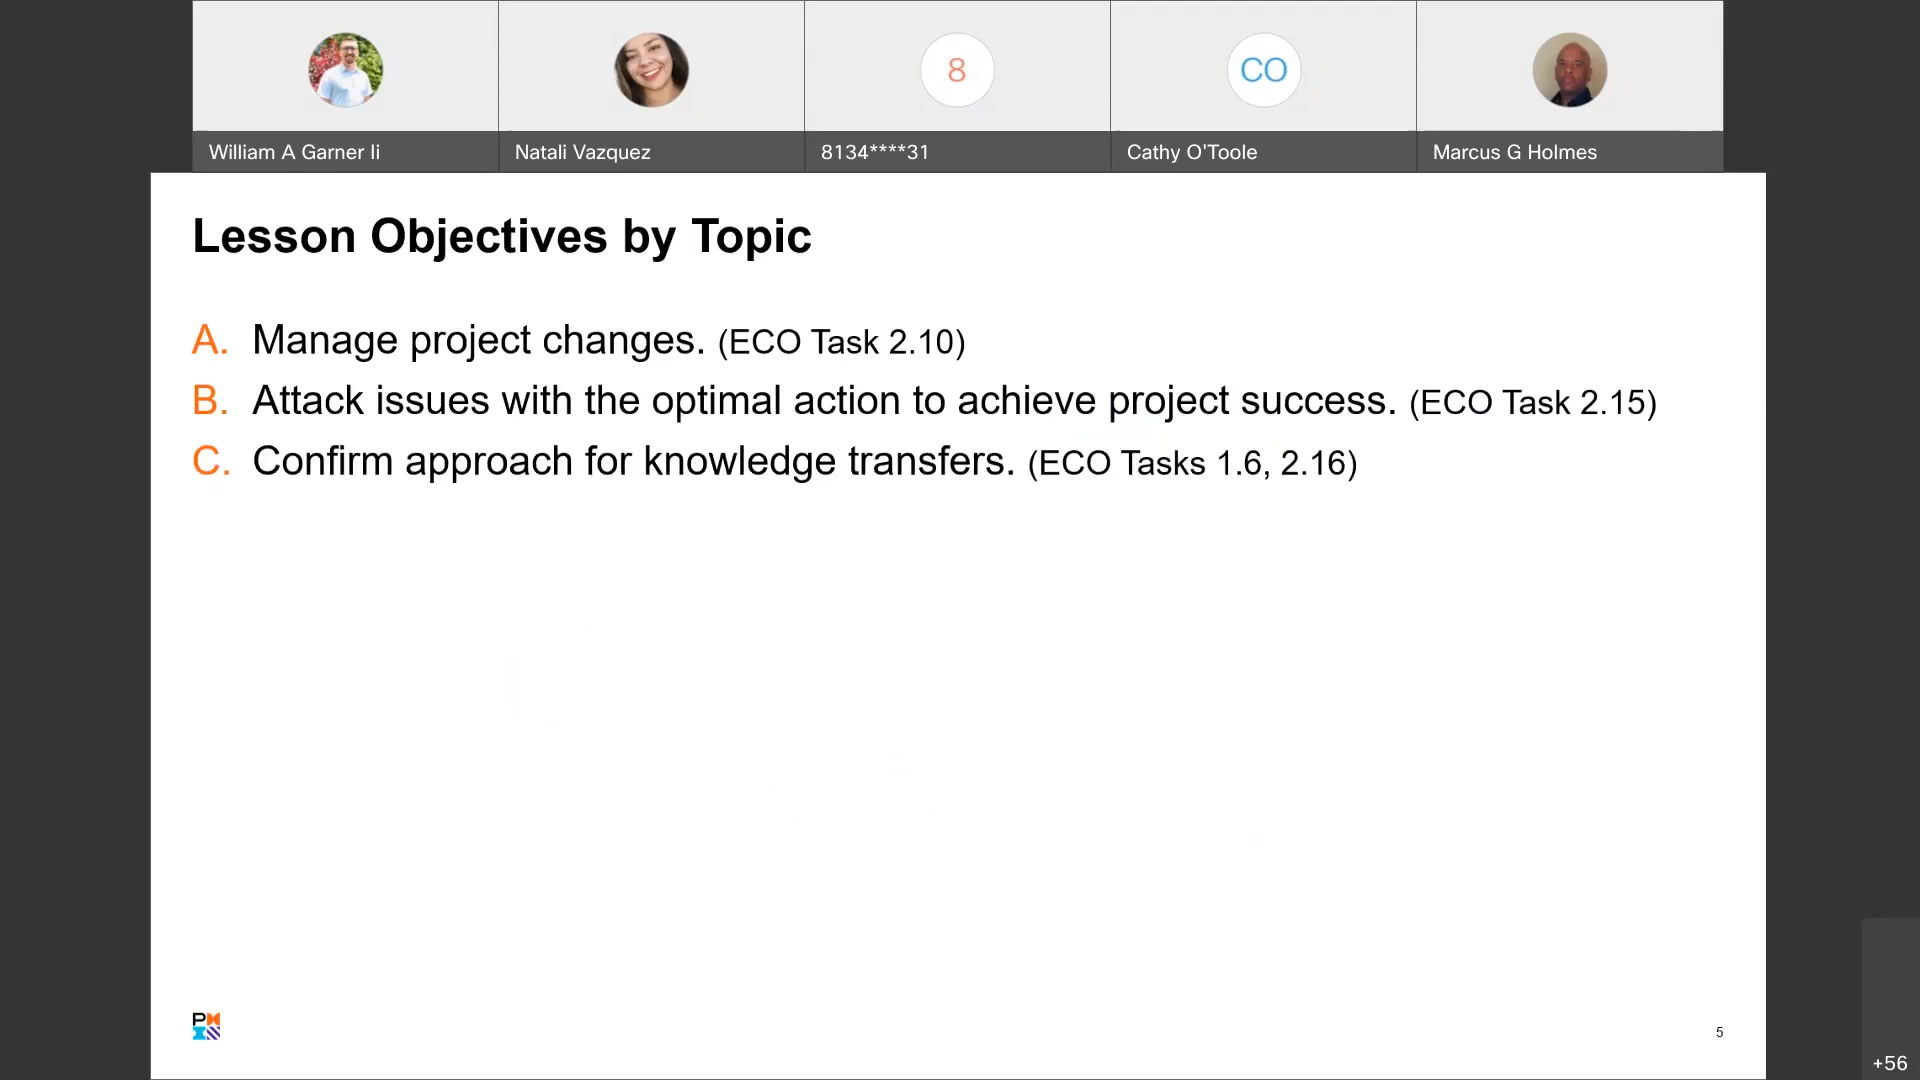 8
CO
William A Garner Ii
Natali Vazquez
8134****31
Cathy O'Toole
Marcus G Holmes
Lesson Objectives by Topic
A. Manage project changes. (ECO Task 2.10)
B. Attack issues with the optimal action to achieve project success. (ECO Task 2.15)
C. Confirm approach for knowledge transfers. (ECO Tasks 1.6, 2.16)
5
+56